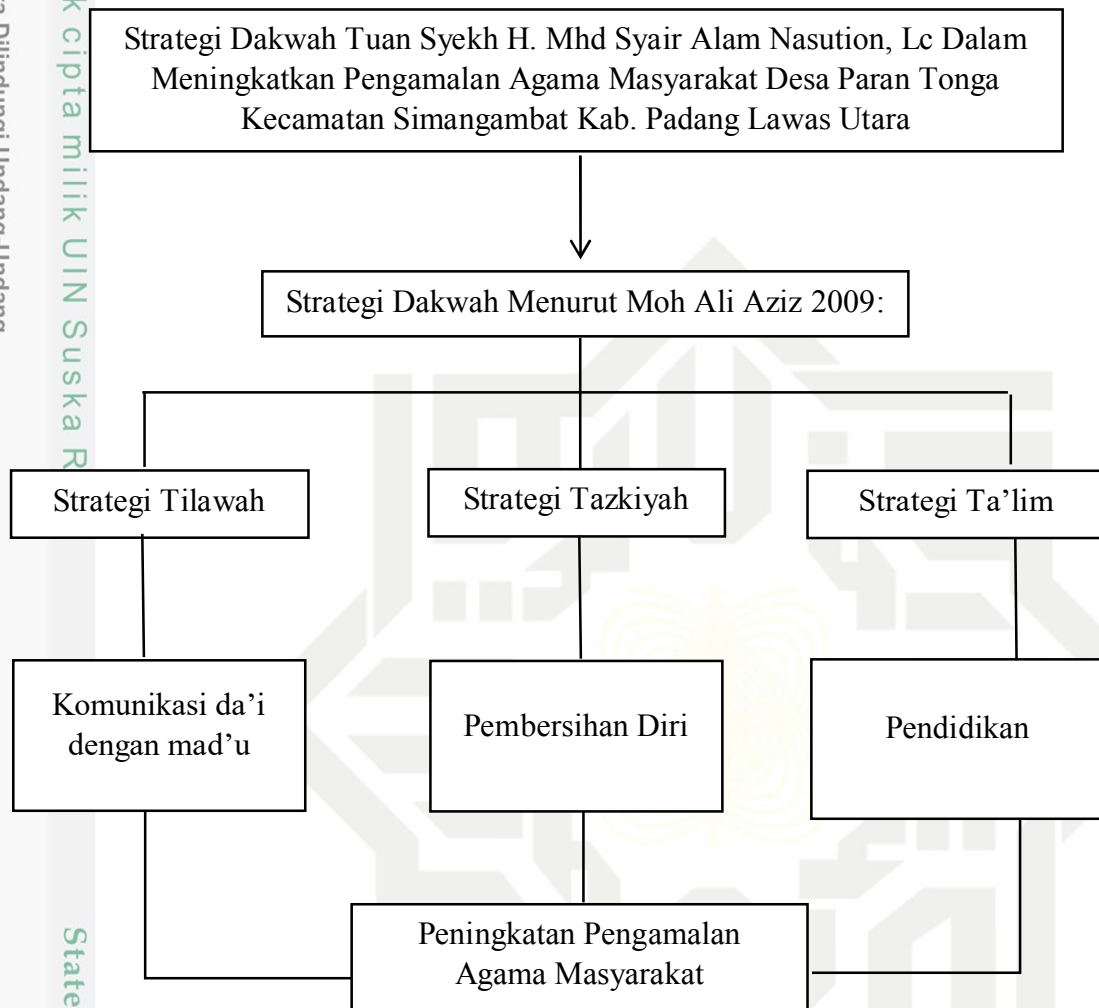 Strategi Dakwah Tuan Syekh H. Mhd Syair Alam Nasution, Lc Dalam
Meningkatkan Pengamalan Agama Masyarakat Desa Paran Tonga
Kecamatan Simangambat Kab. Padang Lawas Utara
Strategi Dakwah Menurut Moh Ali Aziz 2009:
Strategi Tilawah
Strategi Tazkiyah
Strategi Ta’lim
Komunikasi da’i
dengan mad’u
Pembersihan Diri
Pendidikan
Peningkatan Pengamalan
Agama Masyarakat
k cipta milik UIN Suska R
State